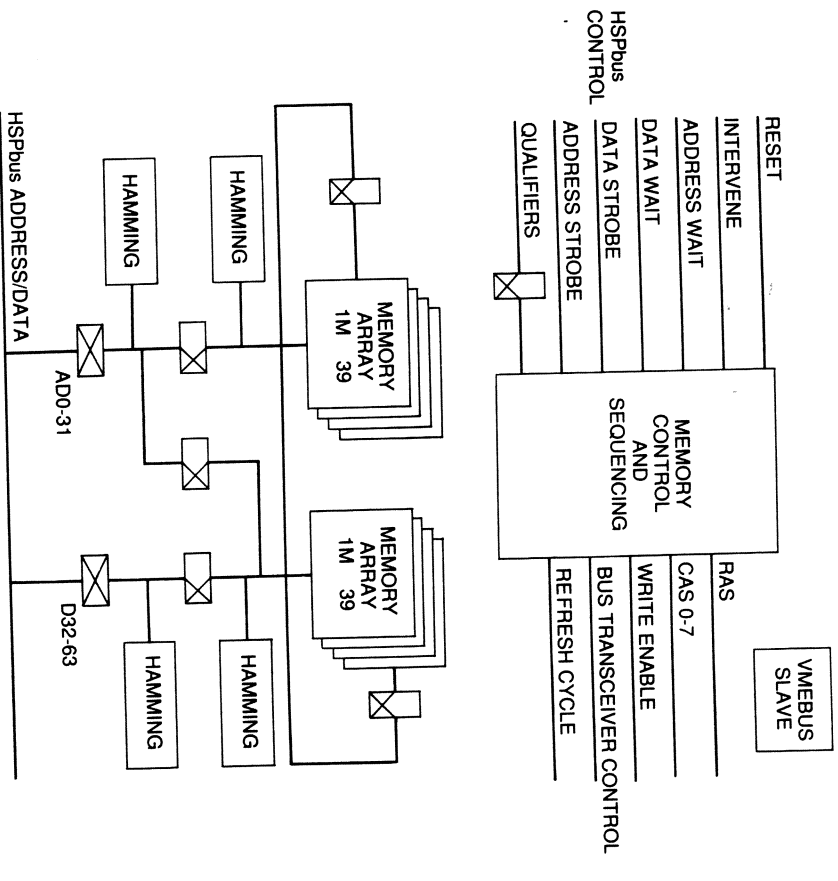 HSPbus
CONTROL
RESET
INTERVENE
ADDRESS WAIT
DATA WAIT
DATA STROBE
ADDRESS STROBE
QUALIFIERS
MEMORY
CONTROL
AND
SEQUENCING
RAS
CAS 0-7
WRITE ENABLE
BUS TRANSCEIVER CONTROL
REFRESH CYCLE
VMEBUS
SLAVE
MEMORY
ARRAY
1M 39
MEMORY
ARRAY
1M 39
HAMMING
HAMMING
HAMMING
HAMMING
AD0-31
D32-63
HSPbus ADDRESS/DATA